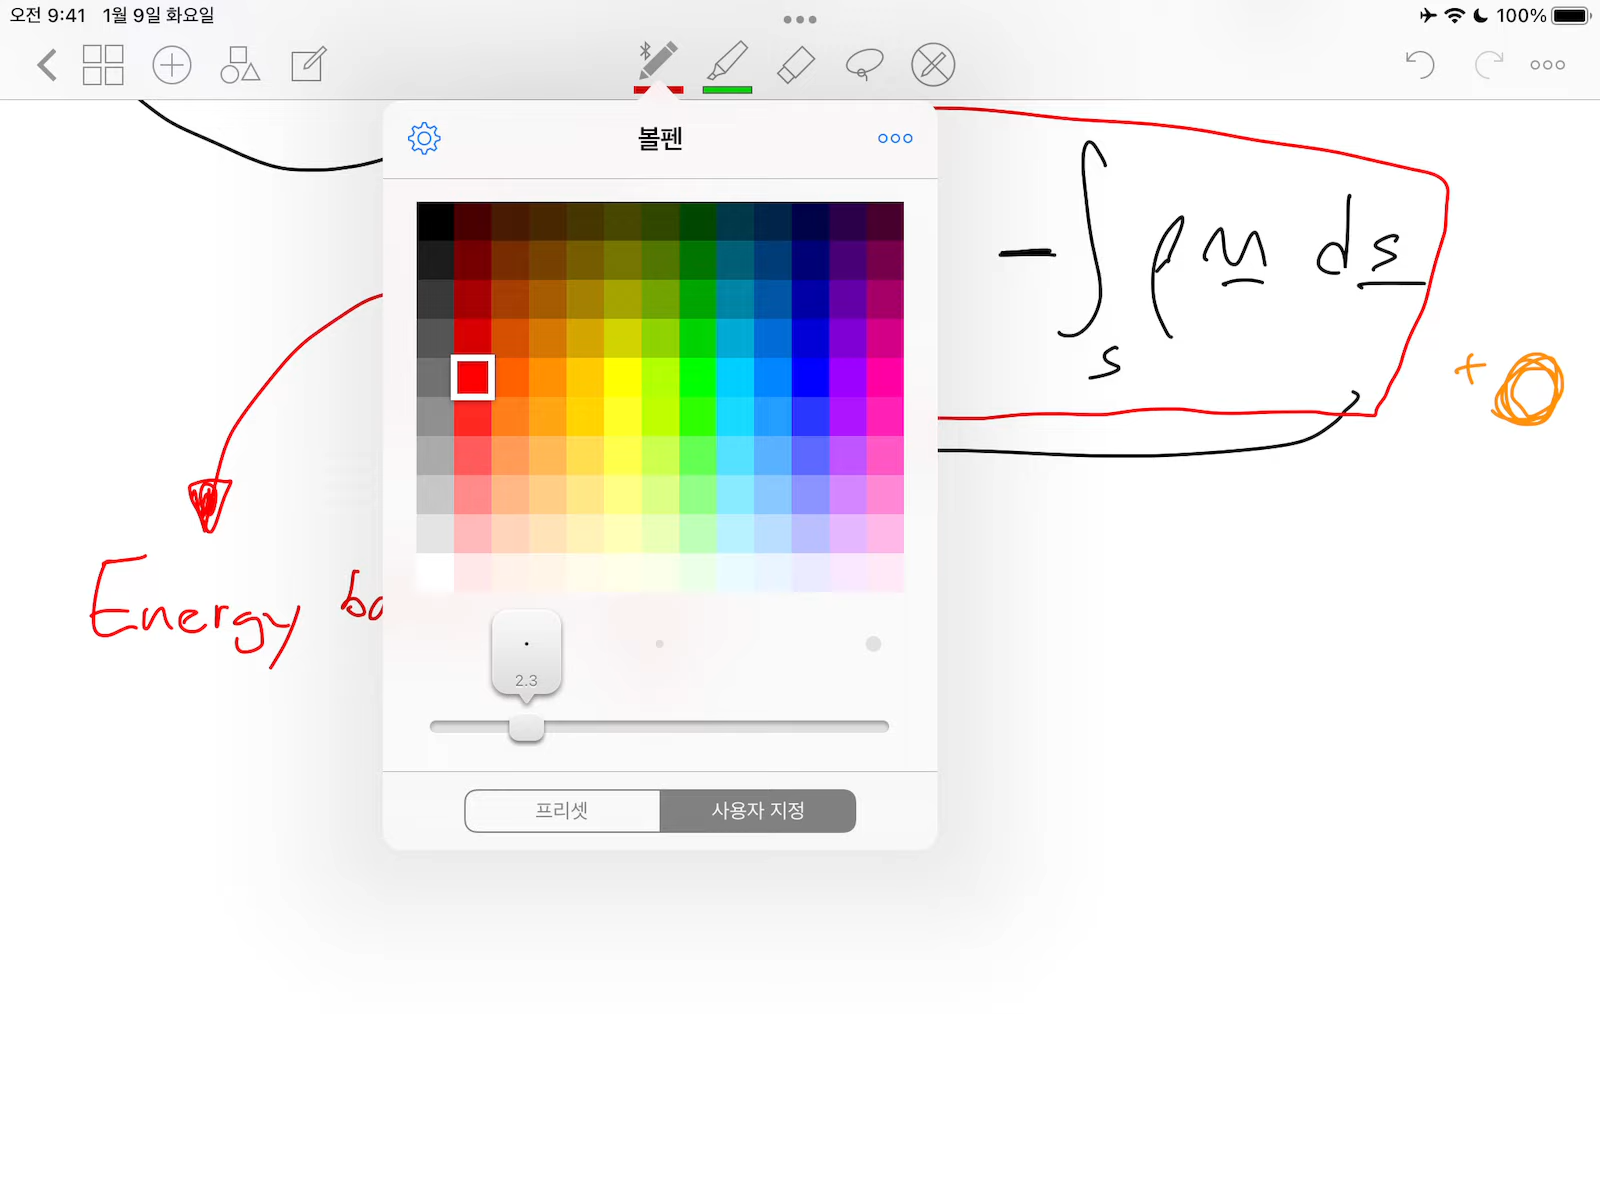 오전 9:41 1월 9일 화요일
100%
볼펜
− ∫ ρ u ds
s
+ O
Energy
2.3
프리셋 사용자 지정